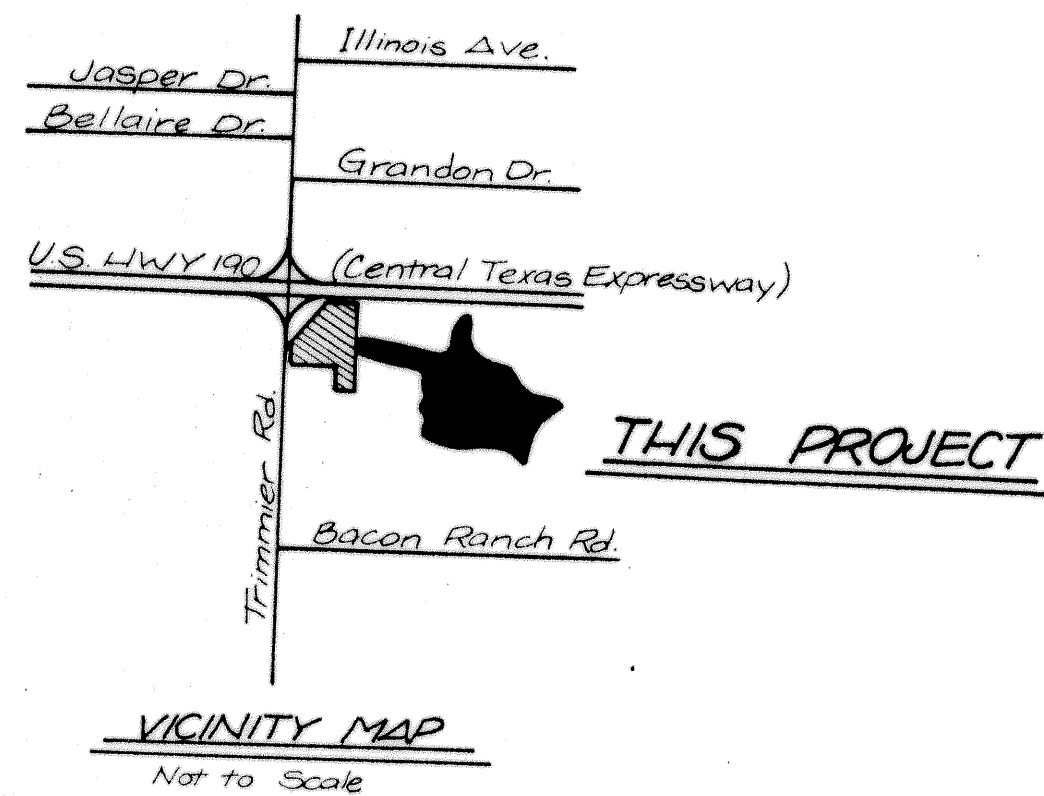 Illinois Ave.
Jasper Dr.
Bellaire Dr.
Grandon Dr.
U.S. HWY 190 (Central Texas Expressway)
THIS PROJECT
Trimmier Rd.
Bacon Ranch Rd.
VICINITY MAP
Not to Scale